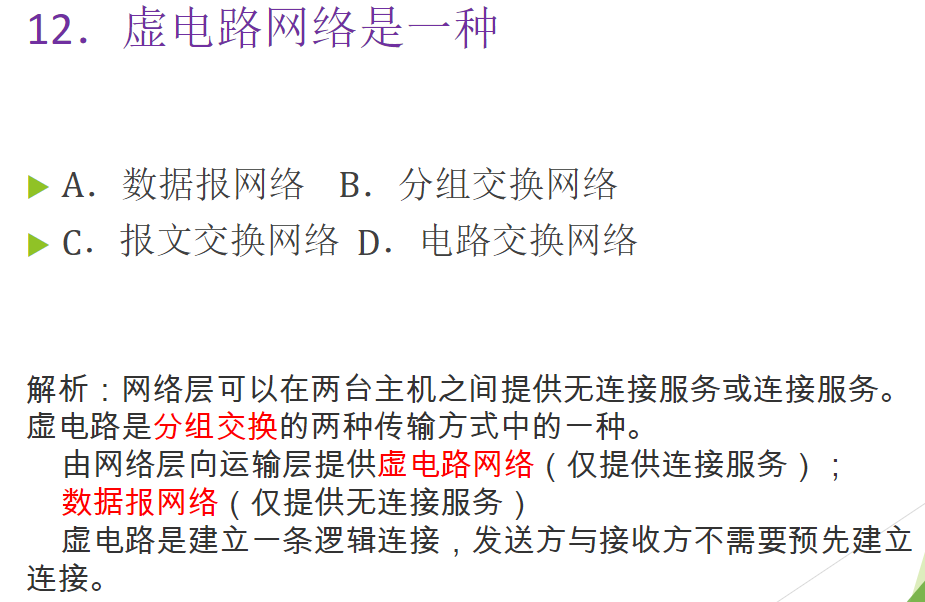 12．虚电路网络是一种
A．数据报网络 B．分组交换网络
C．报文交换网络 D．电路交换网络
解析：网络层可以在两台主机之间提供无连接服务或连接服务。
虚电路是分组交换的两种传输方式中的一种。
由网络层向运输层提供虚电路网络（仅提供连接服务）；
数据报网络（仅提供无连接服务）
虚电路是建立一条逻辑连接，发送方与接收方不需要预先建立
连接。